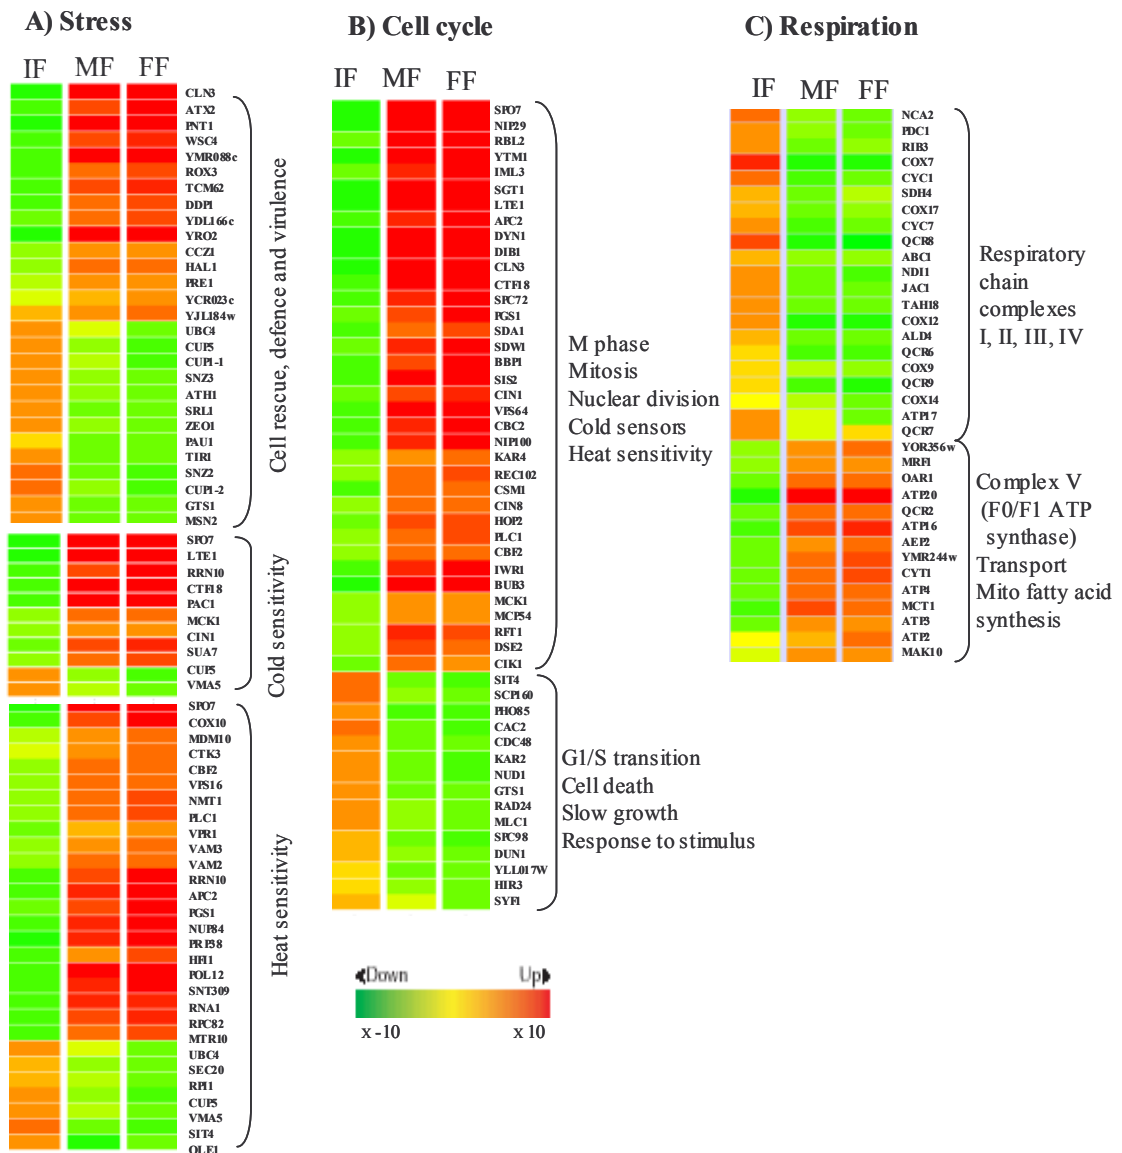 A) Stress
IF MF FF
CLN3
ATX2
PNT1
WSC4
YMR088c
ROX3
TCM62
DDP1
YDL166c
YRO2
CCZ1
HAL1
PRE1
YCR023c
YJL184w
UBC4
CUP5
CUP1-1
SNZ3
ATH1
SRL1
ZEO1
PAU1
TIR1
SNZ2
CUP1-2
GTS1
MSN2
Cell rescue, defence and virulence
SPO7
LTE1
RRN10
CTF18
PAC1
MCK1
CIN1
SUA7
CUP5
VMA5
Cold sensitivity
SPO7
COX10
MDM10
CTK3
CBF2
VPS16
NMT1
PLC1
VPR1
VAM3
VAM2
RRN10
APC2
PGS1
NUP84
PRP38
HFI1
POL12
SNT309
RNA1
RPC82
MTR10
UBC4
SEC20
RPI1
CUP5
VMA5
SIT4
OLE1
Heat sensitivity
B) Cell cycle
IF MF FF
SPO7
NIP29
RBL2
YTM1
IML3
SGT1
LTE1
APC2
DYN1
DIB1
CLN3
CTF18
SPC72
PGS1
SDA1
SDW1
BBP1
SIS2
CIN1
VPS64
CBC2
NIP100
KAR4
REC102
CSM1
CIN8
HOP2
PLC1
CBF2
IWR1
BUB3
MCK1
MCP54
RFT1
DSE2
CIK1
M phase
Mitosis
Nuclear division
Cold sensors
Heat sensitivity
SIT4
SCP160
PHO85
CAC2
CDC48
KAR2
NUD1
GTS1
RAD24
MLC1
SPC98
DUN1
YLL017W
HIR3
SYF1
G1/S transition
Cell death
Slow growth
Response to stimulus
Down Up
x -10 x 10
C) Respiration
IF MF FF
NCA2
PDC1
RIB3
COX7
CYC1
SDH4
COX17
CYC7
QCR8
ABC1
NDI1
JAC1
TAH18
COX12
ALD4
QCR6
COX9
QCR9
COX14
ATP17
QCR7
Respiratory
chain
complexes
I, II, III, IV
YOR356w
MRF1
OAR1
ATP20
QCR2
ATP16
AEP2
YMR244w
CYT1
ATP4
MCT1
ATP3
ATP2
MAK10
Complex V
(F0/F1 ATP
synthase)
Transport
Mito fatty acid
synthesis